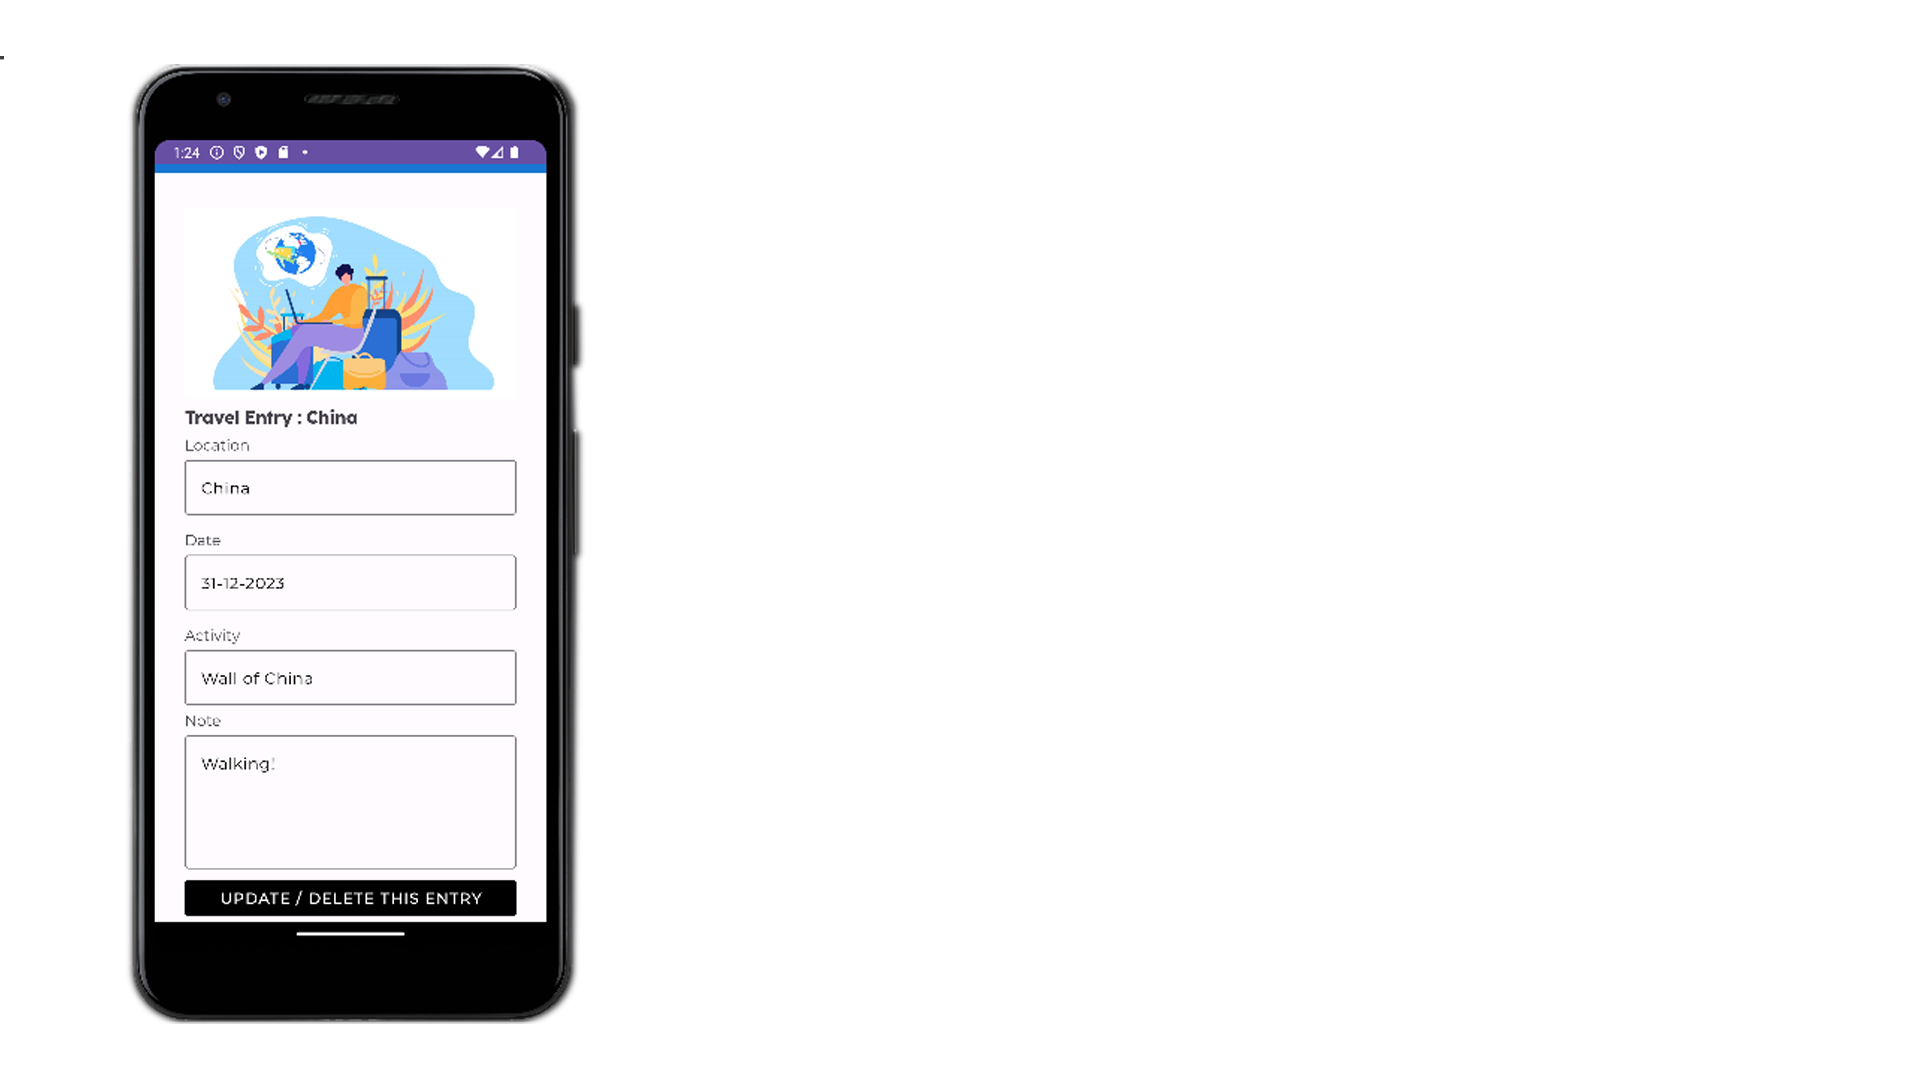 1:24
Travel Entry : China
Location
China
Date
31-12-2023
Activity
Wall of China
Note
Walking!
UPDATE / DELETE THIS ENTRY